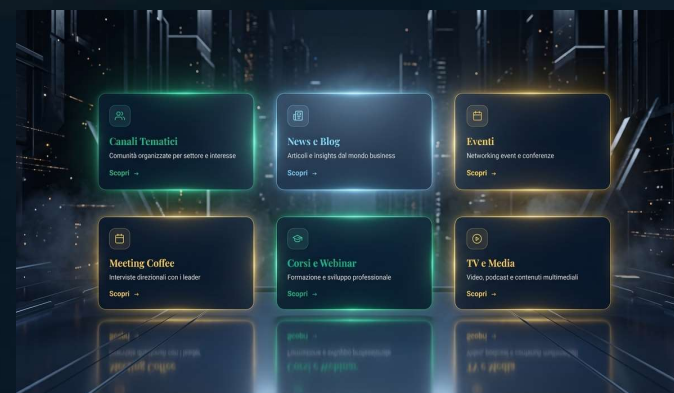 Canali Tematici
Comunità organizzate per settore e interesse
Scopri →
News e Blog
Articoli e insights dal mondo business
Scopri →
Eventi
Networking event e conferenze
Scopri →
Meeting Coffee
Interviste direzionali con i leader
Scopri →
Corsi e Webinar
Formazione e sviluppo professionale
Scopri →
TV e Media
Video, podcast e contenuti multimediali
Scopri →